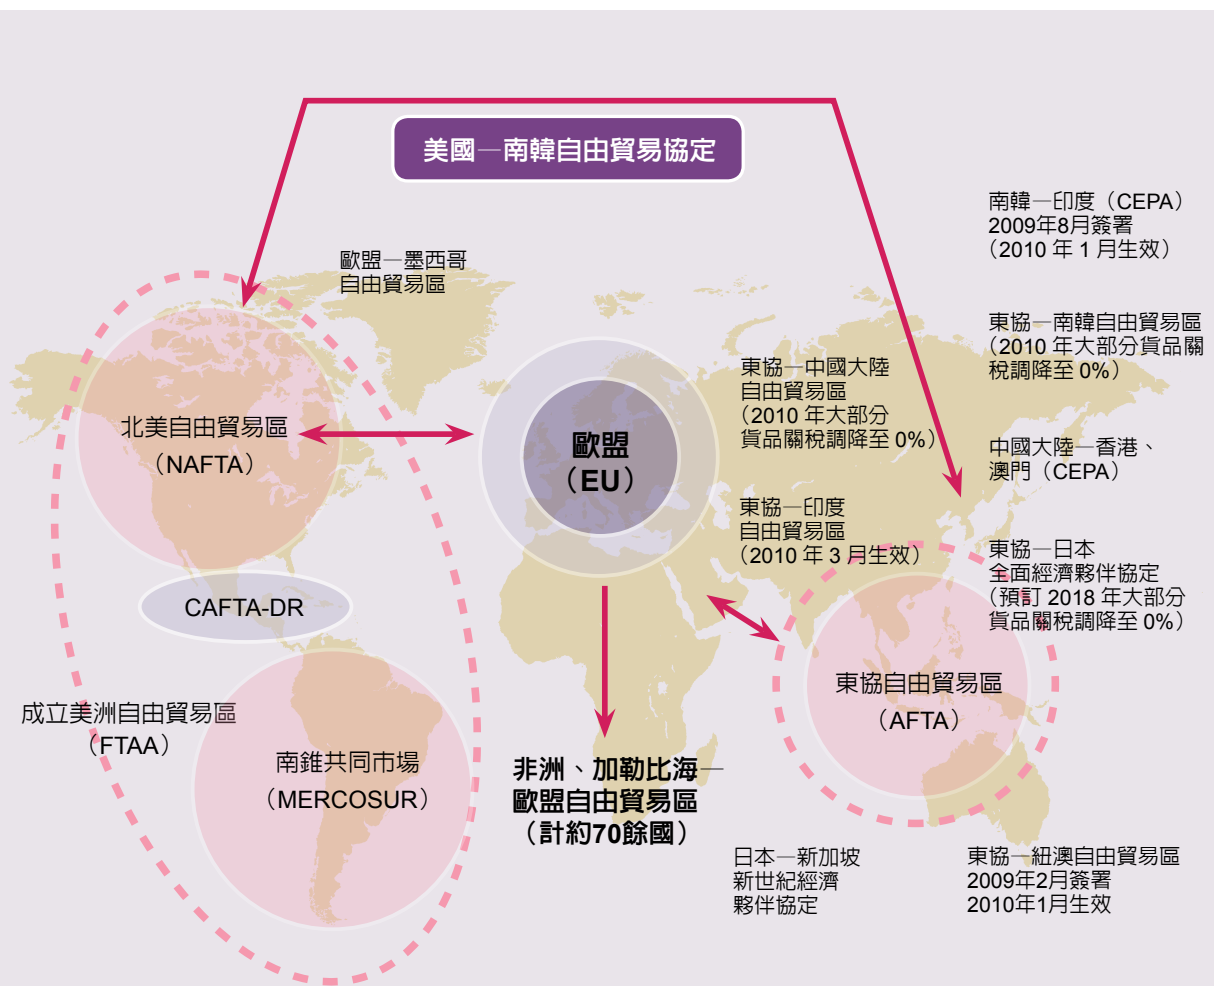 美國—南韓自由貿易協定
南韓—印度（CEPA）
2009年8月簽署
（2010 年 1 月生效）
歐盟—墨西哥
自由貿易區
東協—南韓自由貿易區
（2010 年大部分貨品關
稅調降至 0%）
東協—中國大陸
自由貿易區
（2010 年大部分
貨品關稅調降至 0%）
北美自由貿易區
（NAFTA）
歐盟
（EU）
中國大陸—香港、
澳門（CEPA）
東協—印度
自由貿易區
（2010 年 3 月生效）
東協—日本
全面經濟夥伴協定
（預訂 2018 年大部分
貨品關稅調降至 0%）
CAFTA-DR
東協自由貿易區
（AFTA）
成立美洲自由貿易區
（FTAA）
南錐共同市場
（MERCOSUR）
非洲、加勒比海—
歐盟自由貿易區
（計約70餘國）
日本—新加坡
新世紀經濟
夥伴協定
東協—紐澳自由貿易區
2009年2月簽署
2010年1月生效